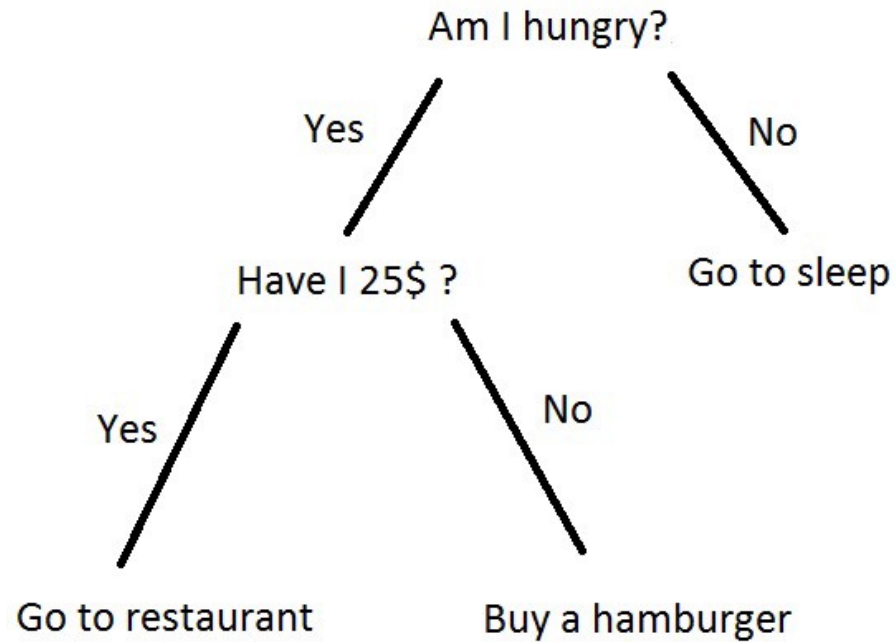 Am I hungry?
Yes
No
Have I 25$ ?
Go to sleep
Yes
No
Go to restaurant
Buy a hamburger